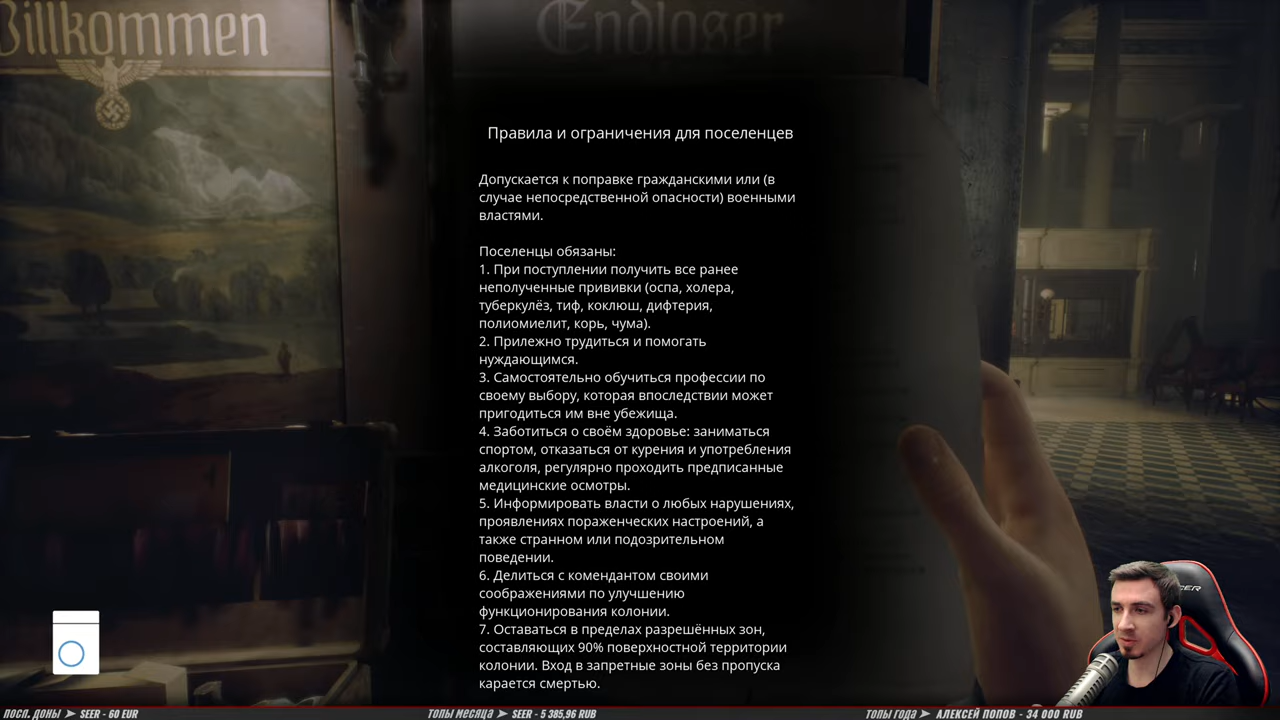 Willkommen
Endloser
Правила и ограничения для поселенцев
Допускается к поправке гражданскими или (в
случае непосредственной опасности) военными
властями.
Поселенцы обязаны:
1. При поступлении получить все ранее
неполученные прививки (оспа, холера,
туберкулёз, тиф, коклюш, дифтерия,
полиомиелит, корь, чума).
2. Прилежно трудиться и помогать
нуждающимся.
3. Самостоятельно обучиться профессии по
своему выбору, которая впоследствии может
пригодиться им вне убежища.
4. Заботиться о своём здоровье: заниматься
спортом, отказаться от курения и употребления
алкоголя, регулярно проходить предписанные
медицинские осмотры.
5. Информировать власти о любых нарушениях,
проявлениях пораженческих настроений, а
также странном или подозрительном
поведении.
6. Делиться с комендантом своими
соображениями по улучшению
функционирования колонии.
7. Оставаться в пределах разрешённых зон,
составляющих 90% поверхностной территории
колонии. Вход в запретные зоны без пропуска
карается смертью.
посл. доны ➤ SEER - 60 EUR
топы месяца ➤ SEER - 5 385,96 RUB
топы года ➤ АЛЕКСЕЙ ПОПОВ - 34 000 RUB